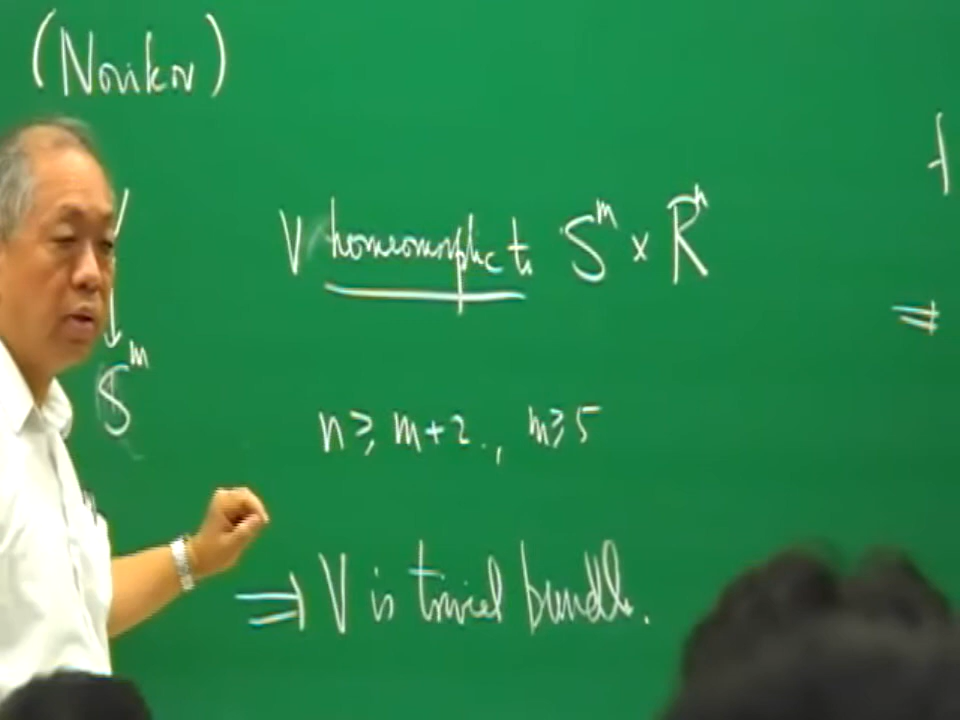 (Novikov)
V homeomorphic to S^m × R^n
S^m
n ≥ m+2, m ≥ 5
⇒ V is trivial bundle.